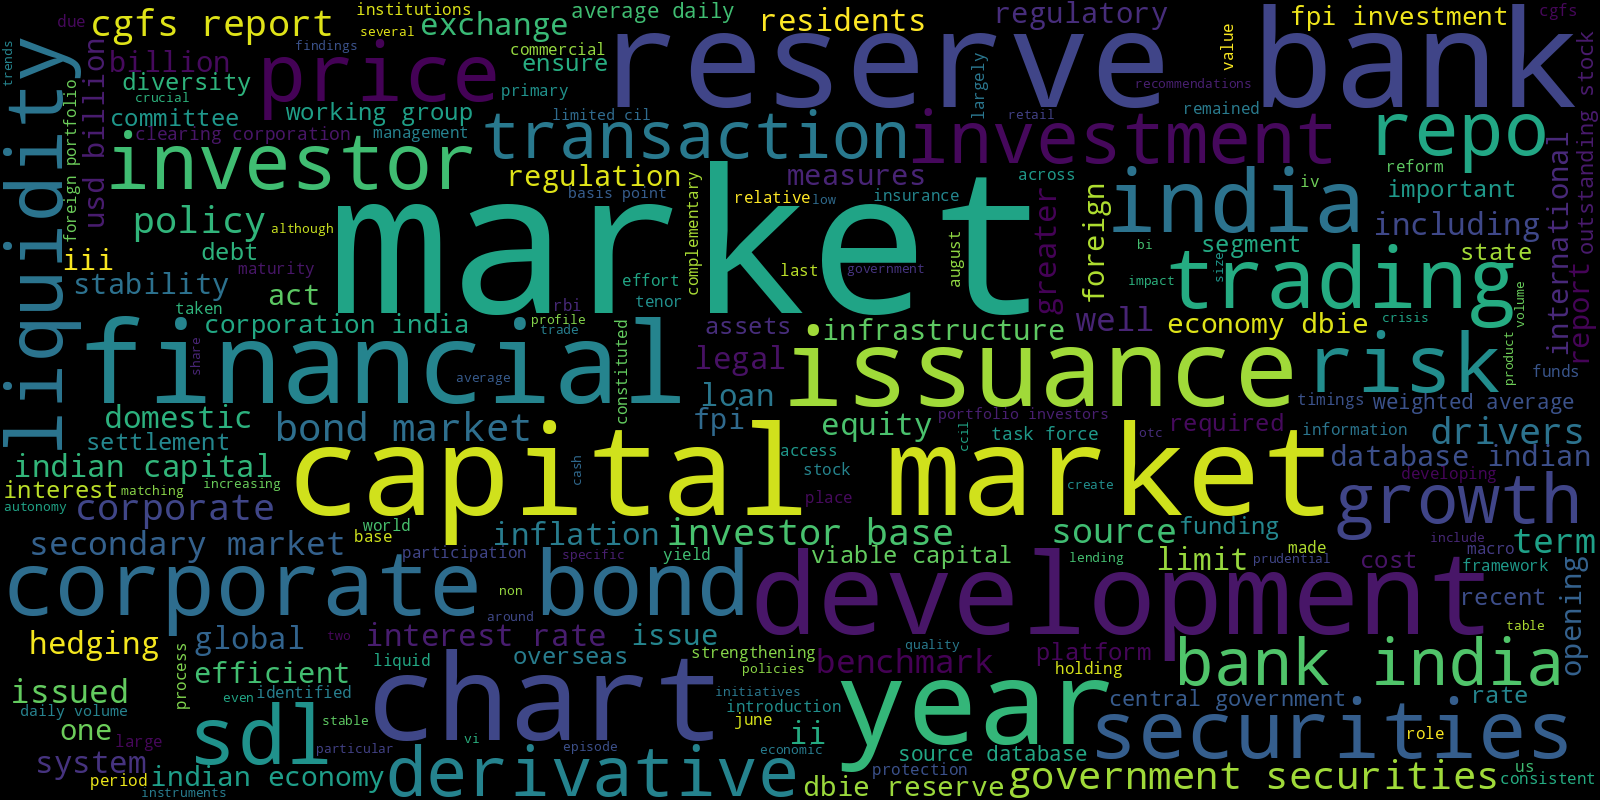 due
cgfs report
institutions
several
exchange
average daily
residents
regulatory
fpi investment
cgfs
trends
liquidity
usd billion
billion
findings
price
commercial
ensure
reserve bank
value
largely
recommendations
outstanding stock
foreign portfolio
diversity
crucial
committee
working group
primary
limited cil
retail
remained
clearing corporation
management
transaction
investment
repo
investor
regulation
basis point
complementary
measures
relative
low
insurance
across
india
iv
reform
important
international
policy
although
market
greater
foreign
including
debt
iii
maturity
effort
last
government
august
bi
segment
state
stability
act
tenor
impact
size
trading
taken
rbi
profile
trade
corporation india
constituted
assets
infrastructure
well
economy dbie
crisis
volume
report
financial
share
average
legal
issuance
risk
product
funds
loan
domestic
bond market
fpi
equity
portfolio investors
required
timings
weighted average
settlement
access
stock
ccil
task force
otc
information
drivers
indian capital
capital market
cash
create
database indian
developing
interest
matching
increasing
place
autonomy
corporate
world
base
inflation
investor base
source
funding
growth
include
secondary market
participation
specific
yield
viable capital
lending
limit
made
prudential
cost
macro
term
framework
corporate bond
non
development
recent
opening
around
table
hedging
global
two
interest rate
issue
strengthening
quality
process
efficient
liquid
overseas
policies
benchmark
platform
holding
bank india
issued
even
identified
chart
initiatives
introduction
year
central government
rate
daily volume
one
large
sdl
stable
particular
vi
june
ii
episode
economic
source database
securities
role
system
period
indian economy
instruments
derivative
protection
dbie reserve
government securities
us
consistent